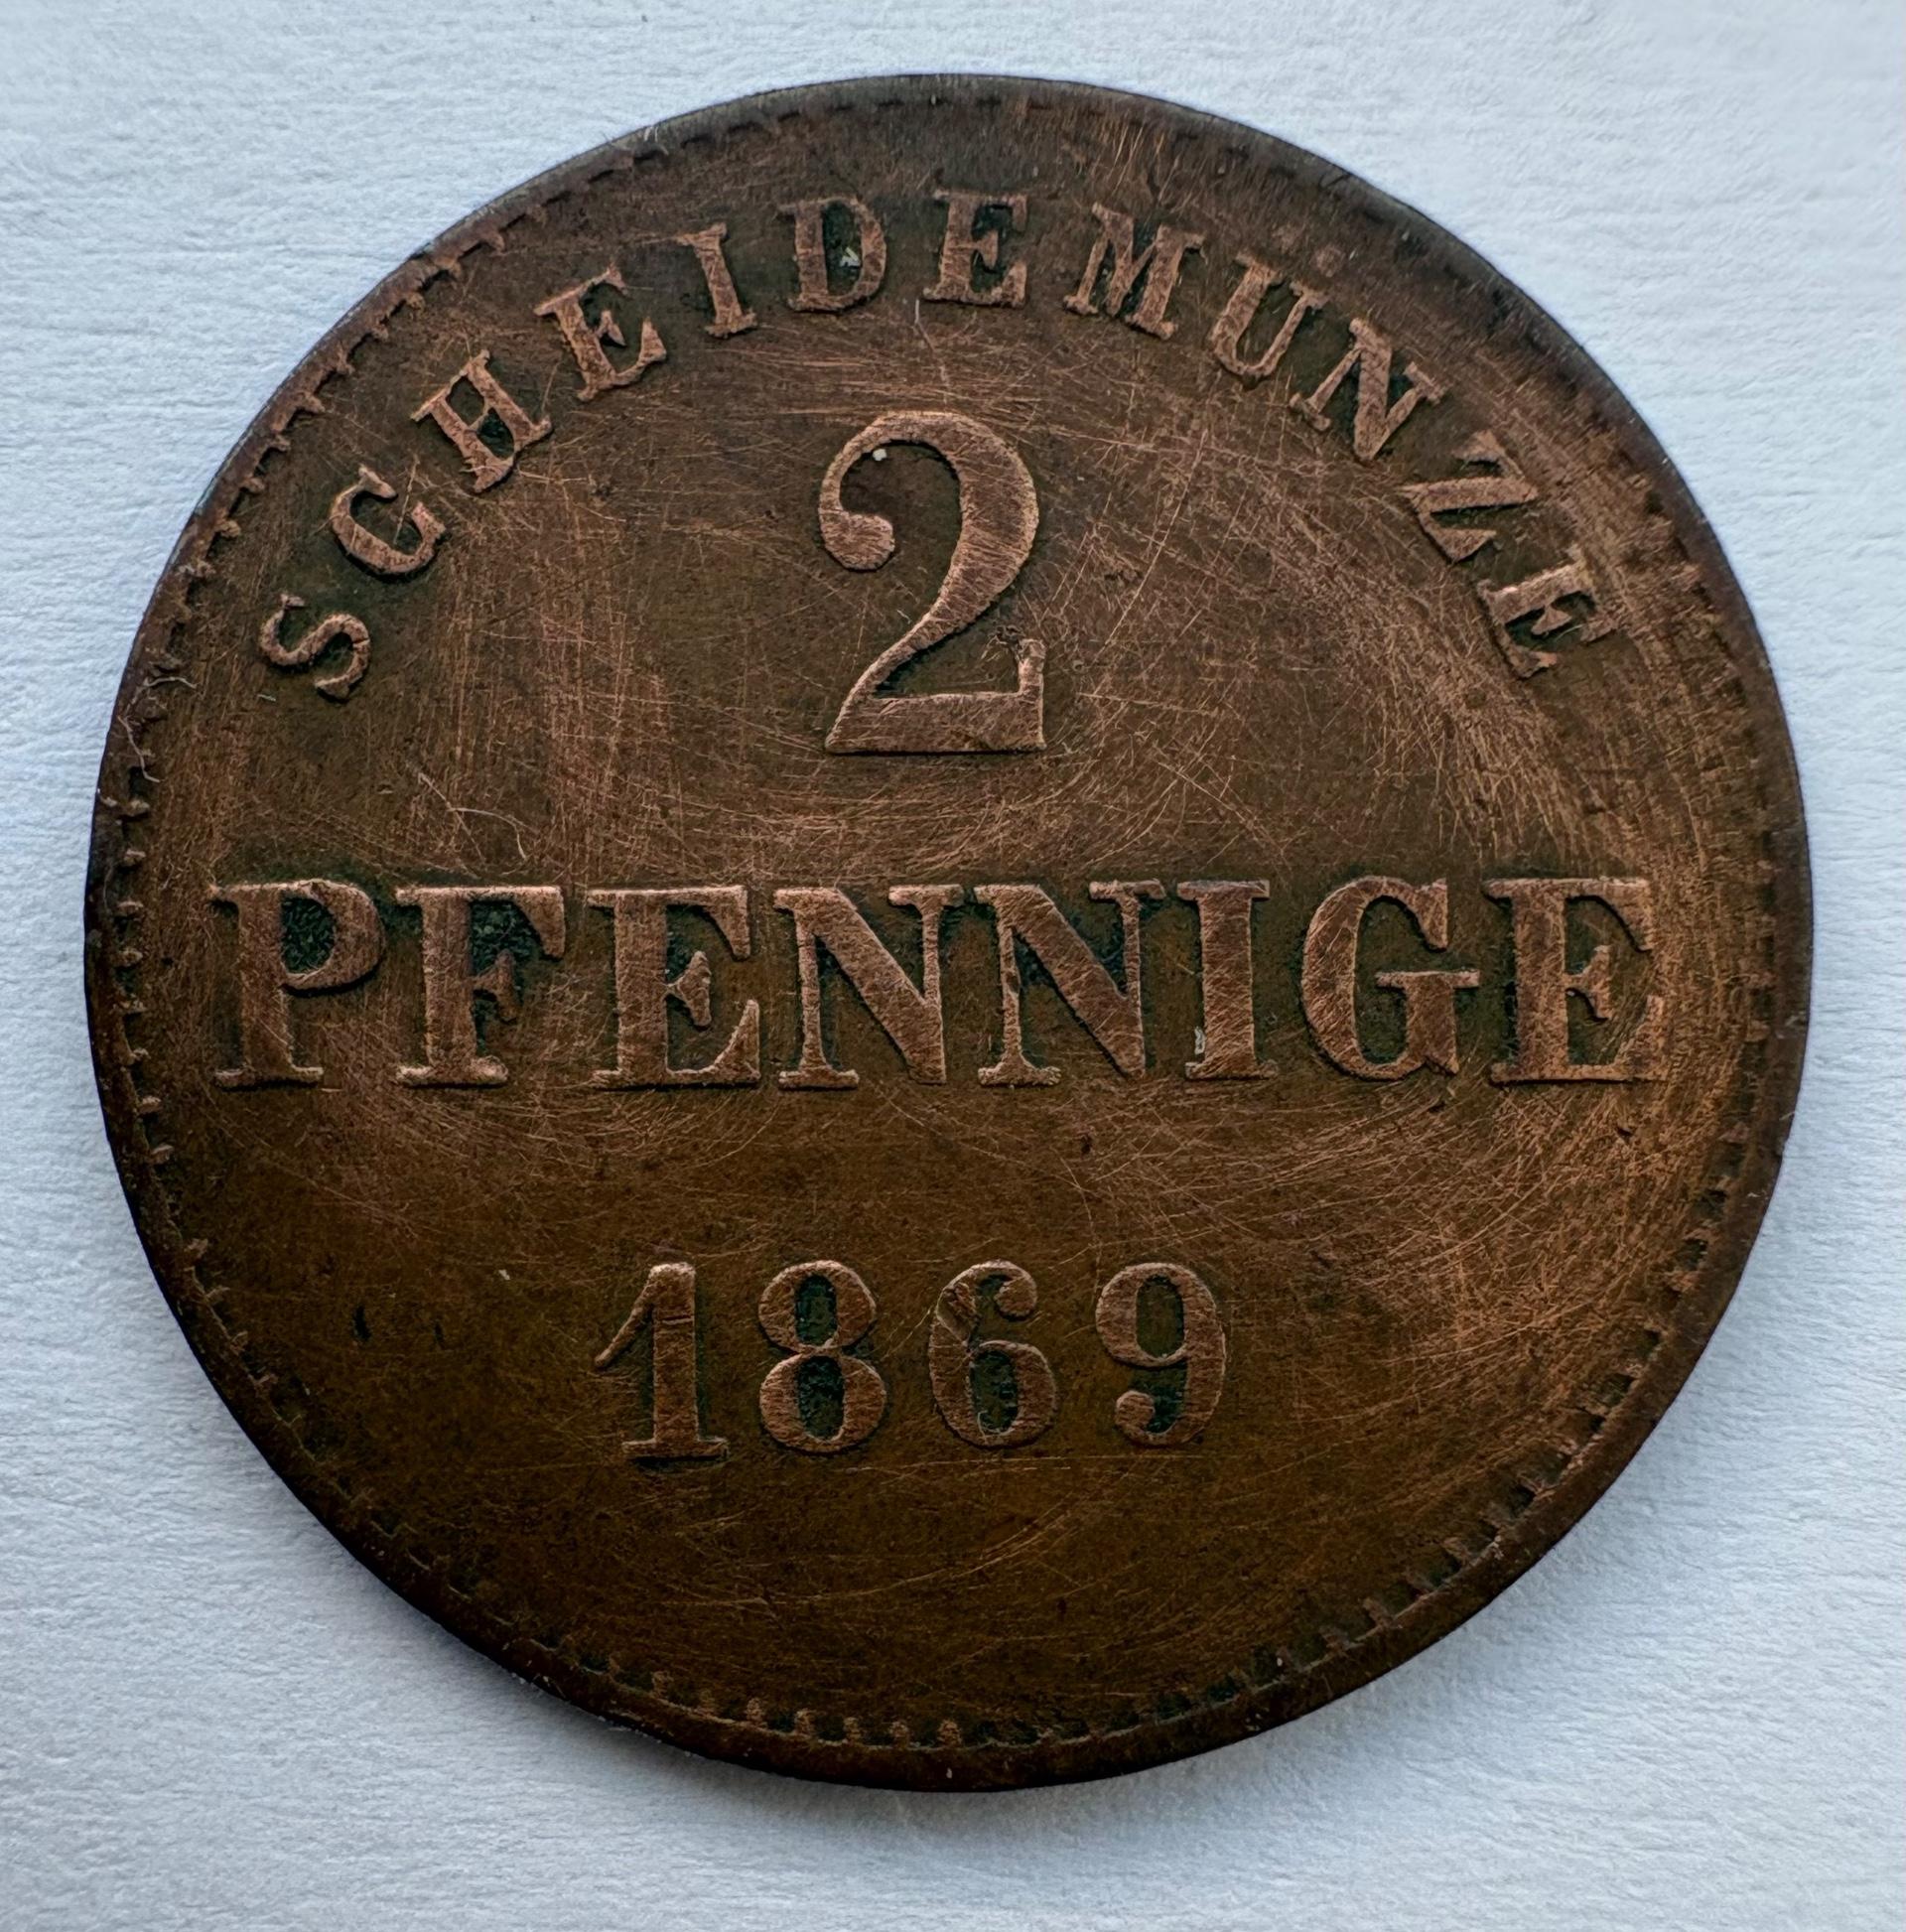 SCHEIDEMÜNZE
2
PFENNIGE
1869